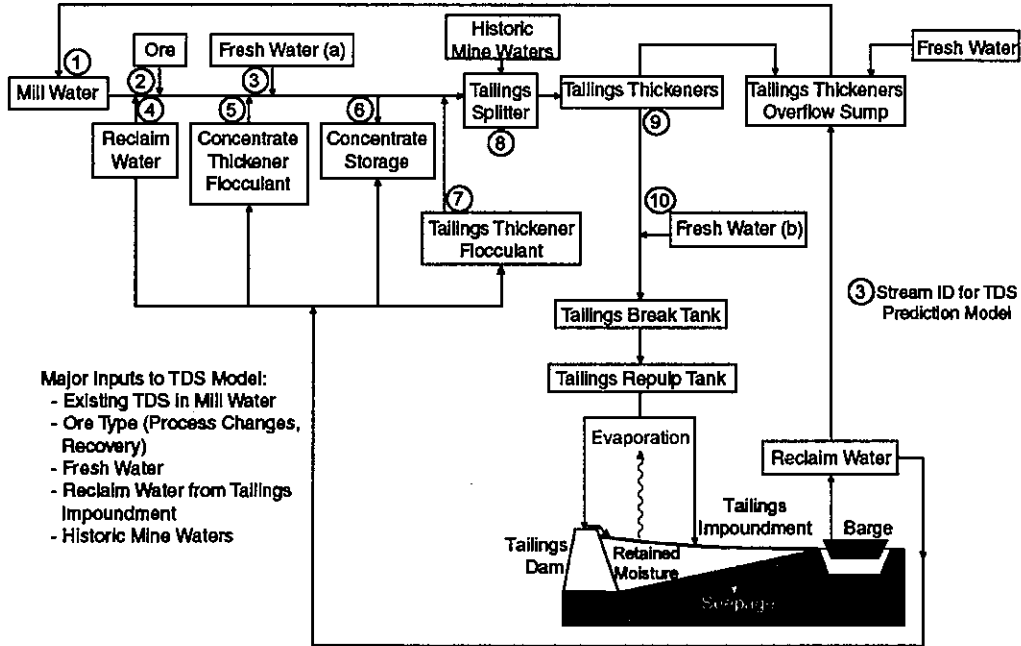 Historic
Mine Waters
Ore
Fresh Water (a)
Fresh Water
1
2
3
Mill Water
Tailings
Splitter
Tailings Thickeners
Tailings Thickeners
Overflow Sump
4
5
6
8
9
Reclaim
Water
Concentrate
Thickener
Flocculant
Concentrate
Storage
7
10
Tailings Thickener
Flocculant
Fresh Water (b)
3 Stream ID for TDS
Prediction Model
Tailings Break Tank
Tailings Repulp Tank
Major Inputs to TDS Model:
- Existing TDS in Mill Water
- Ore Type (Process Changes,
Recovery)
- Fresh Water
- Reclaim Water from Tailings
Impoundment
- Historic Mine Waters
Evaporation
Reclaim Water
Tailings
Impoundment
Barge
Tailings
Dam
Retained
Moisture
Seepage